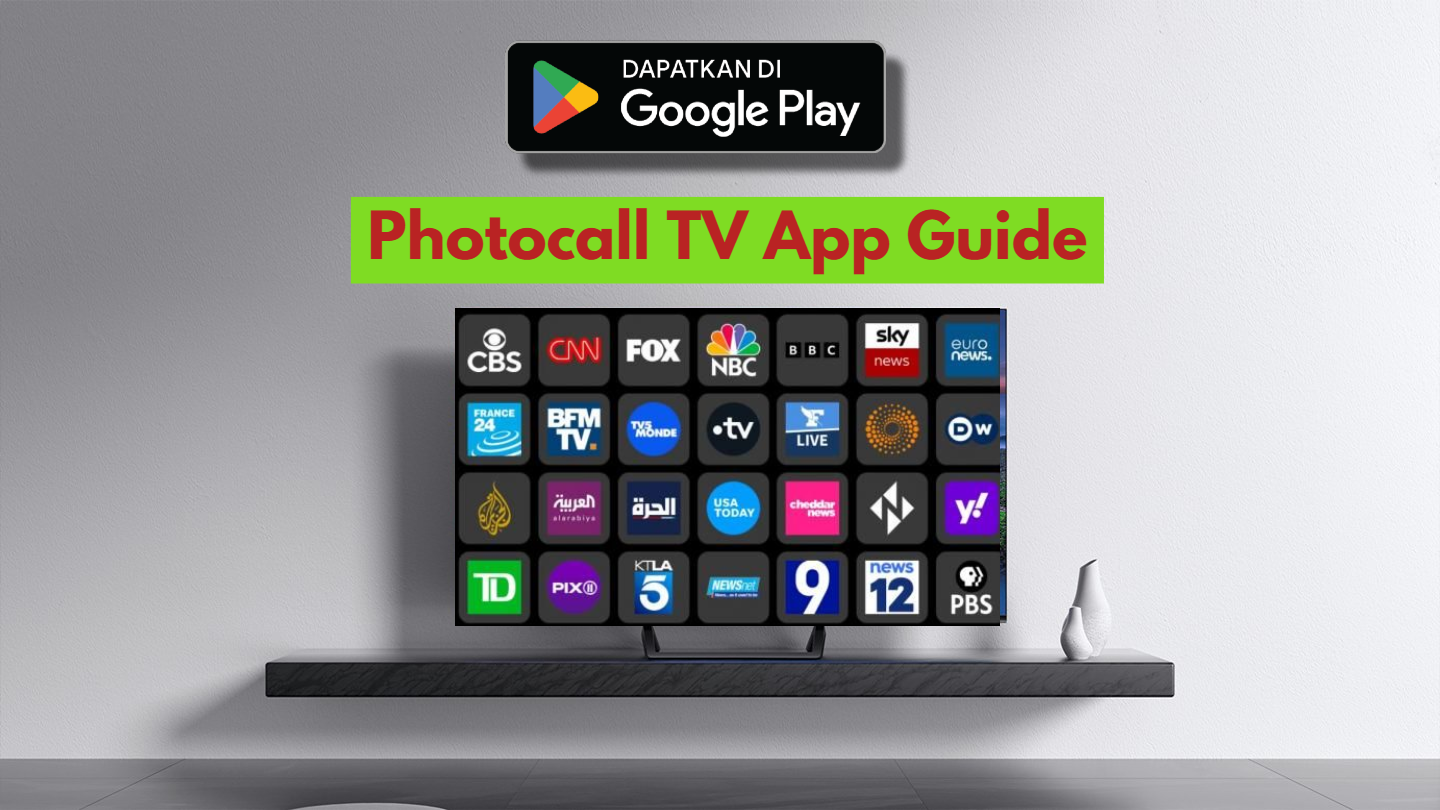 DAPATKAN DI
Google Play
Photocall TV App Guide
CBS
CNN
FOX
NBC
BBC
sky
news
euro
news.
FRANCE
24
BFM
TV.
TV5
MONDE
•tv
F
LIVE
DW
العربية
alarabiya
الحرة
USA
TODAY
cheddar
news
N
y!
TD
PIX11
KTLA
5
NEWSnet
9
news
12
PBS